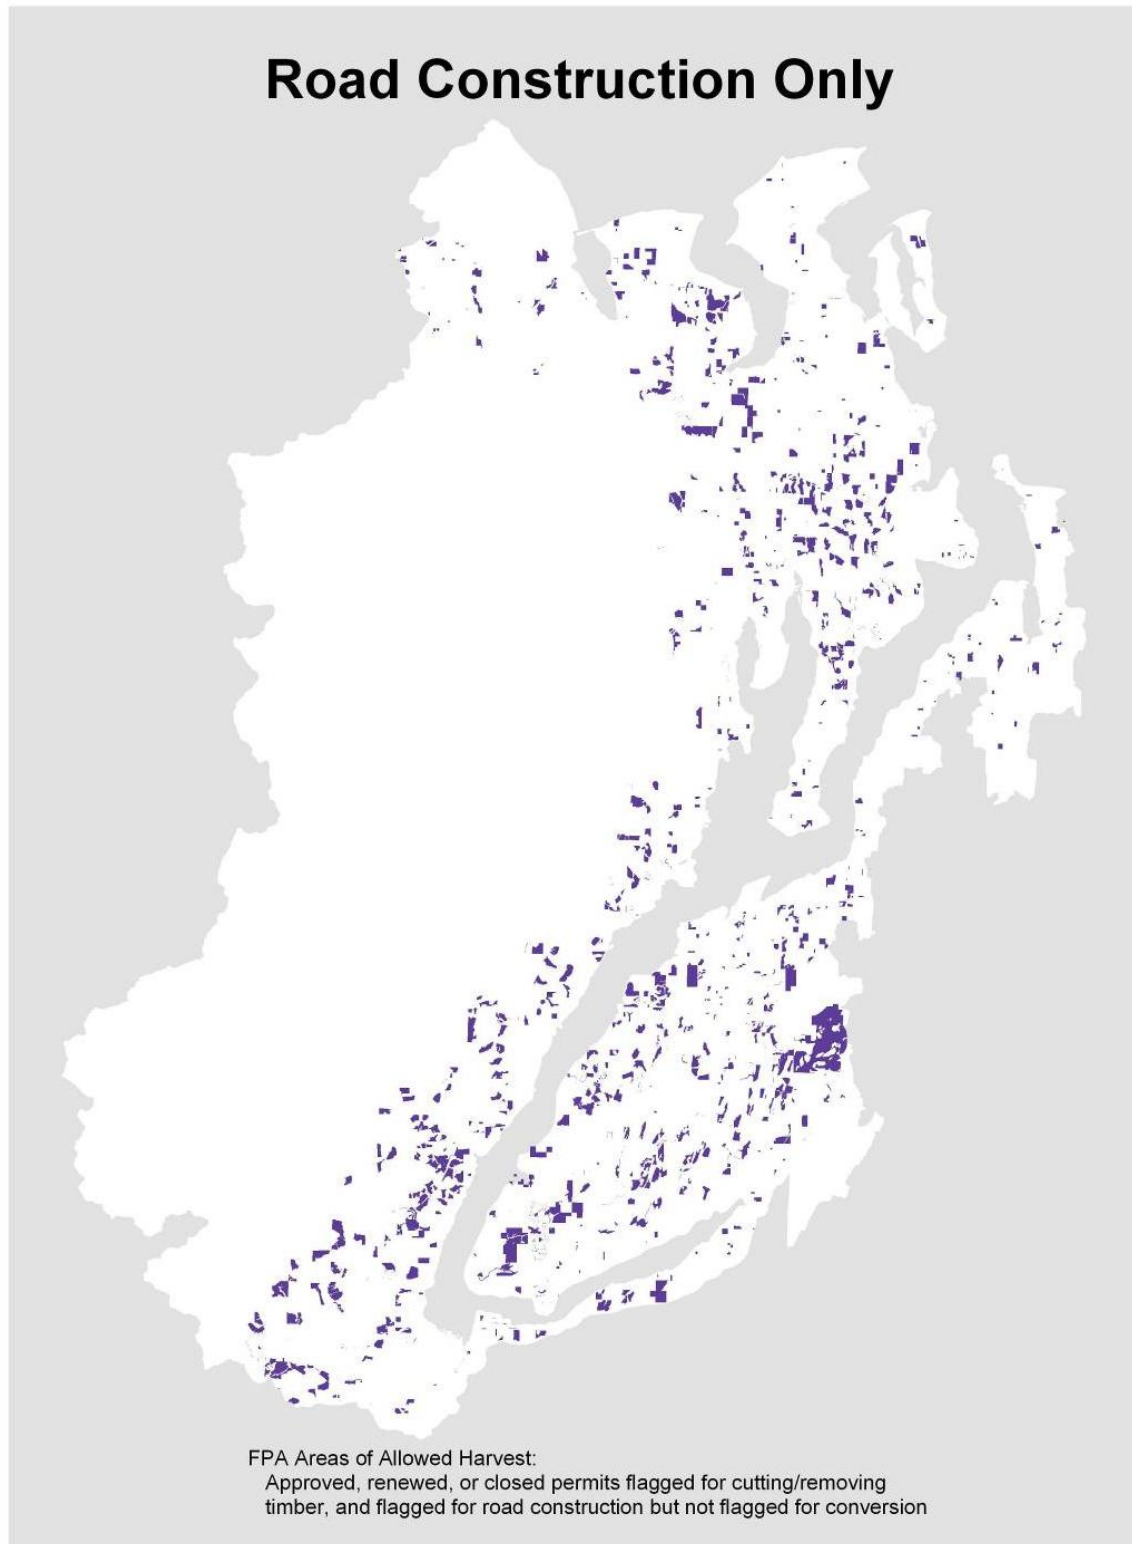 Road Construction Only
FPA Areas of Allowed Harvest:
Approved, renewed, or closed permits flagged for cutting/removing
timber, and flagged for road construction but not flagged for conversion